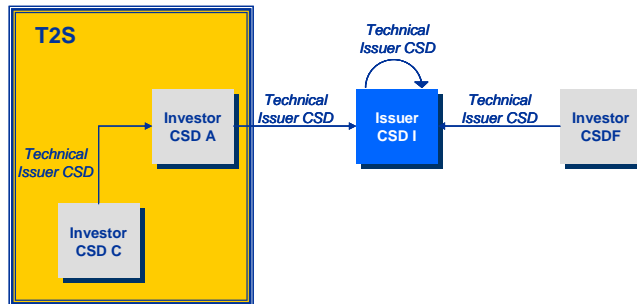 T2S
Technical
Issuer CSD
Investor
CSD A
Technical
Issuer CSD
Issuer
CSD I
Technical
Issuer CSD
Investor
CSDF
Technical
Issuer CSD
Investor
CSD C